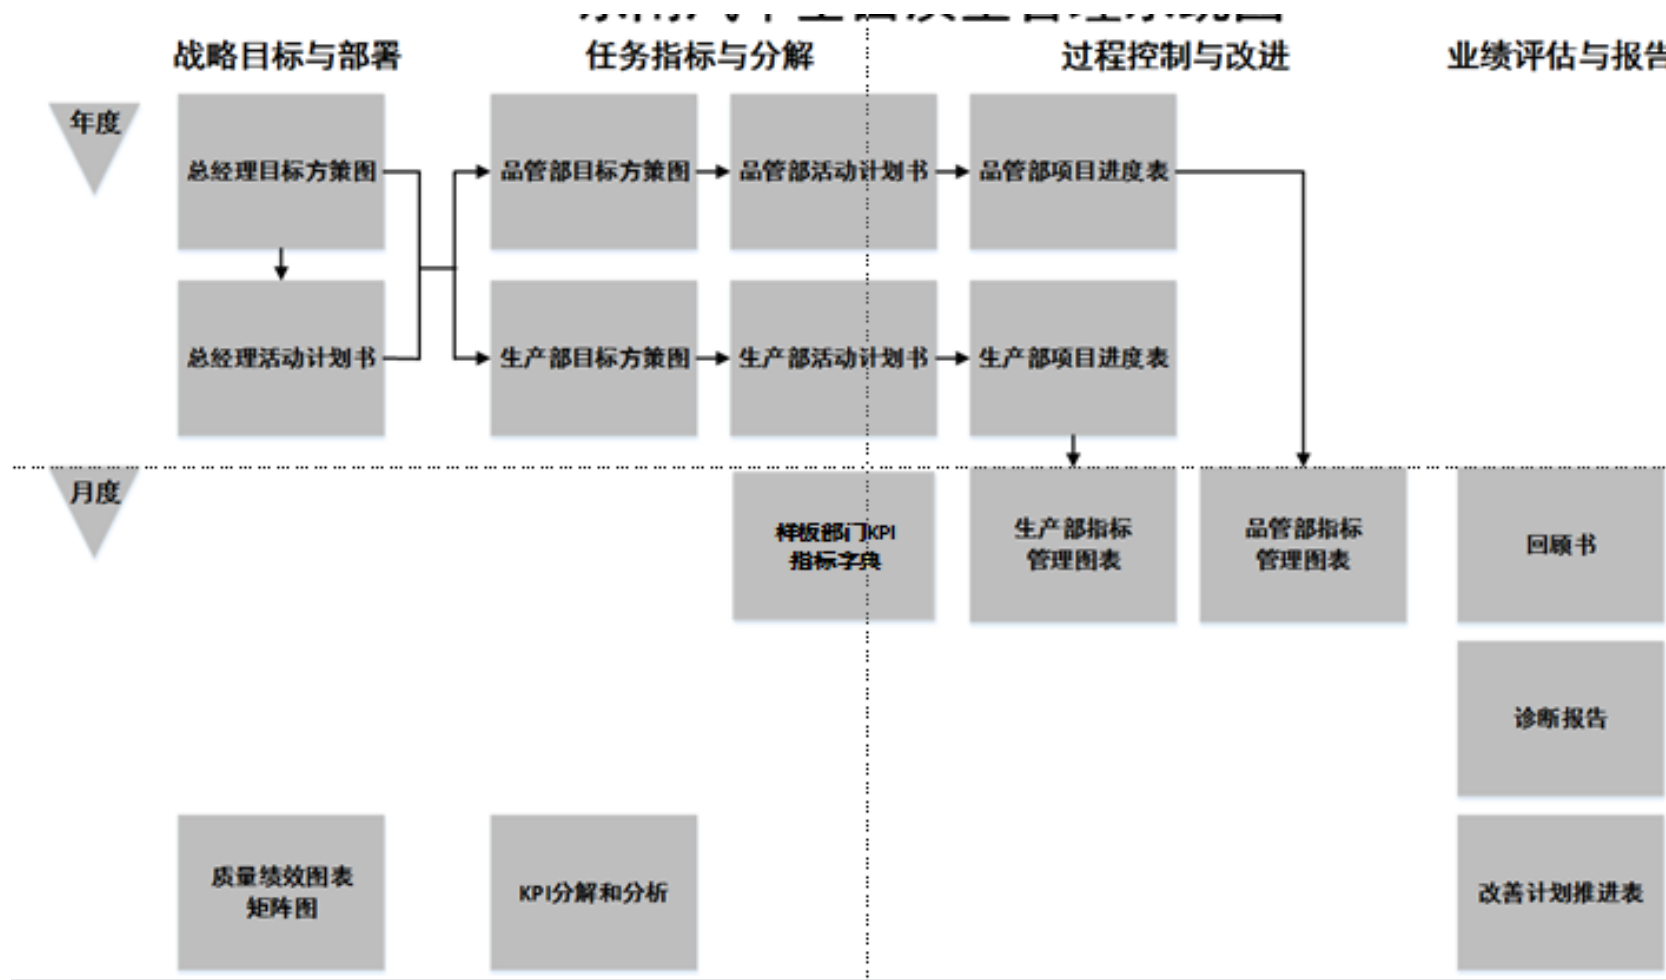 战略目标与部署 任务指标与分解 过程控制与改进 业绩评估与报告
年度
总经理目标方策图 品管部目标方策图 品管部活动计划书 品管部项目进度表
总经理活动计划书 生产部目标方策图 生产部活动计划书 生产部项目进度表
月度
样板部门KPI
指标字典
生产部指标
管理图表
品管部指标
管理图表
回顾书
诊断报告
质量绩效图表
矩阵图
KPI分解和分析
改善计划推进表